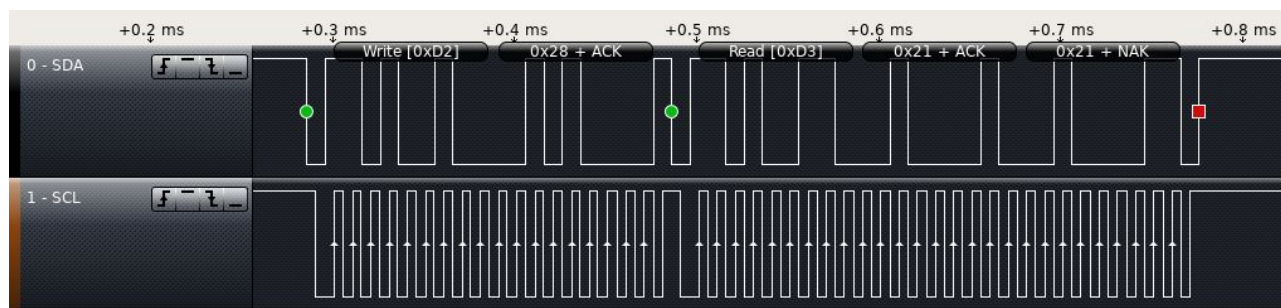 +0.2 ms +0.3 ms +0.4 ms +0.5 ms +0.6 ms +0.7 ms +0.8 ms
Write [0xD2] 0x28 + ACK Read [0xD3] 0x21 + ACK 0x21 + NAK
0 - SDA
1 - SCL